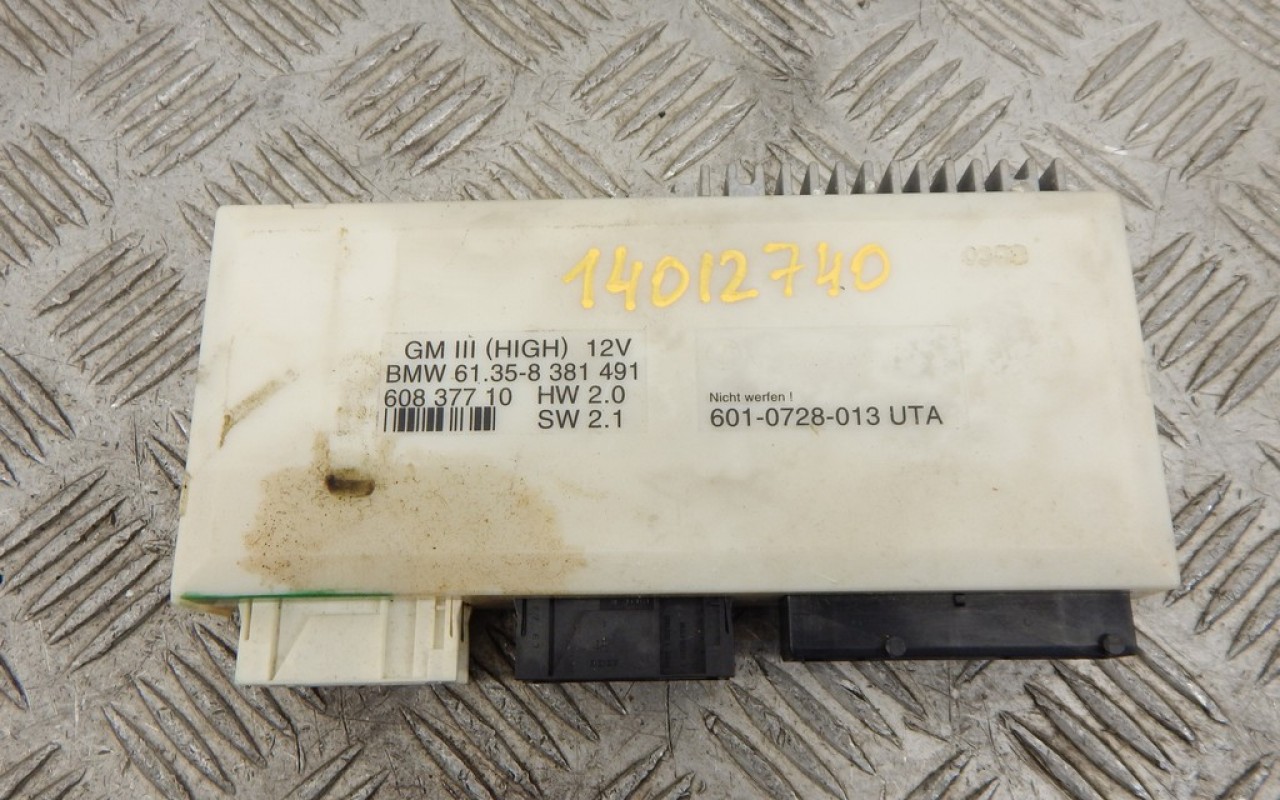 14012740
GM III (HIGH) 12V
BMW 61.35-8 381 491
608 377 10 HW 2.0
SW 2.1
Nicht werfen !
601-0728-013 UTA